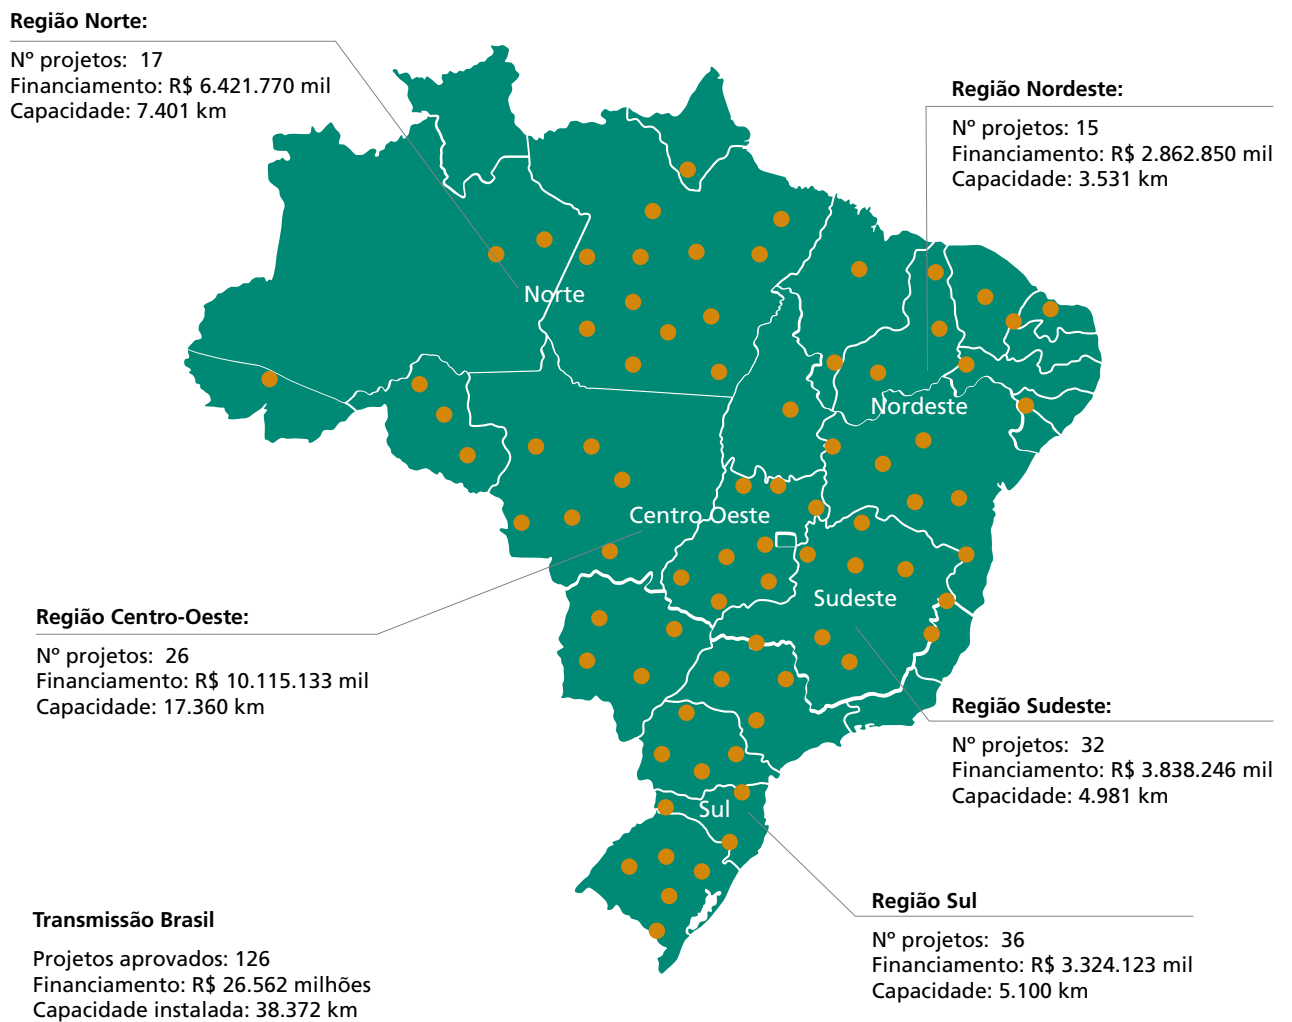 Região Norte:
Nº projetos: 17
Financiamento: R$ 6.421.770 mil
Capacidade: 7.401 km
Região Nordeste:
Nº projetos: 15
Financiamento: R$ 2.862.850 mil
Capacidade: 3.531 km
Norte
Nordeste
Centro-Oeste
Sudeste
Sul
Região Centro-Oeste:
Nº projetos: 26
Financiamento: R$ 10.115.133 mil
Capacidade: 17.360 km
Região Sudeste:
Nº projetos: 32
Financiamento: R$ 3.838.246 mil
Capacidade: 4.981 km
Região Sul
Nº projetos: 36
Financiamento: R$ 3.324.123 mil
Capacidade: 5.100 km
Transmissão Brasil
Projetos aprovados: 126
Financiamento: R$ 26.562 milhões
Capacidade instalada: 38.372 km